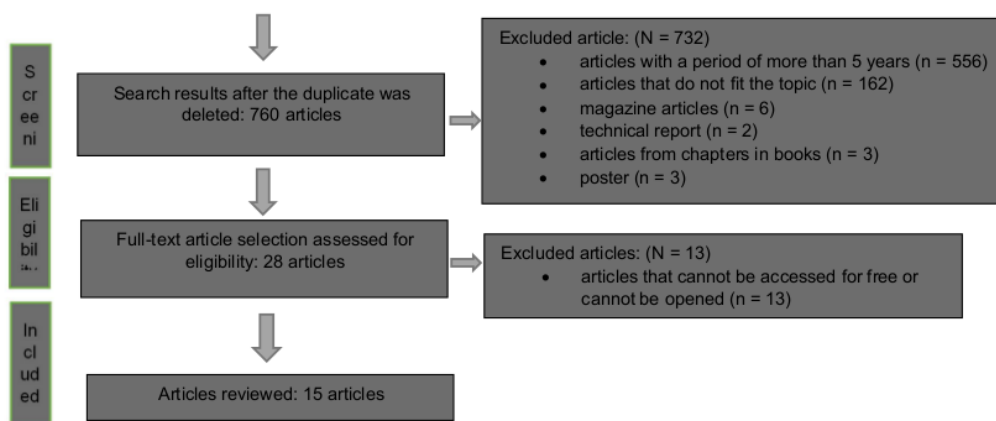 S
cr
ee
ni
Search results after the duplicate was
deleted: 760 articles
Excluded article: (N = 732)
• articles with a period of more than 5 years (n = 556)
• articles that do not fit the topic (n = 162)
• magazine articles (n = 6)
• technical report (n = 2)
• articles from chapters in books (n = 3)
• poster (n = 3)
Eli
gi
bil
Full-text article selection assessed for
eligibility: 28 articles
Excluded articles: (N = 13)
• articles that cannot be accessed for free or
cannot be opened (n = 13)
In
cl
ud
ed
Articles reviewed: 15 articles